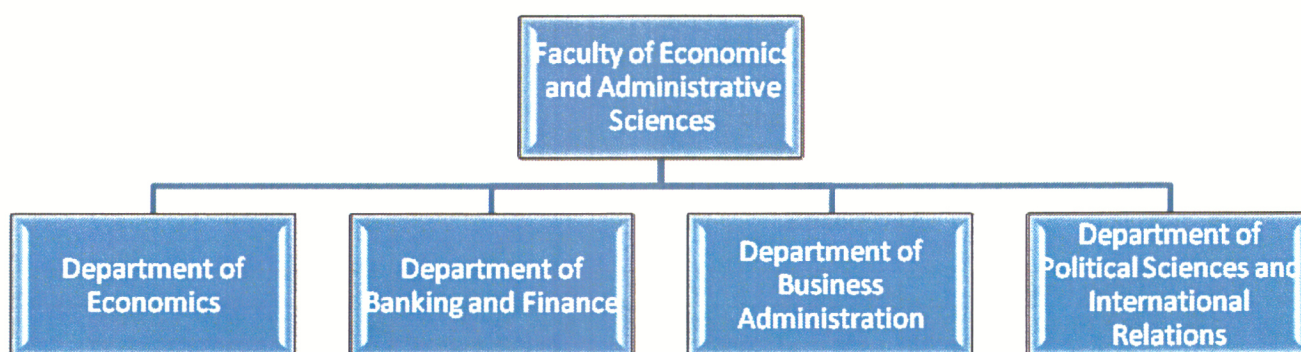 Faculty of Economics
and Administrative
Sciences
Department of
Economics
Department of
Banking and Finance
Department of
Business
Administration
Department of
Political Sciences and
International
Relations